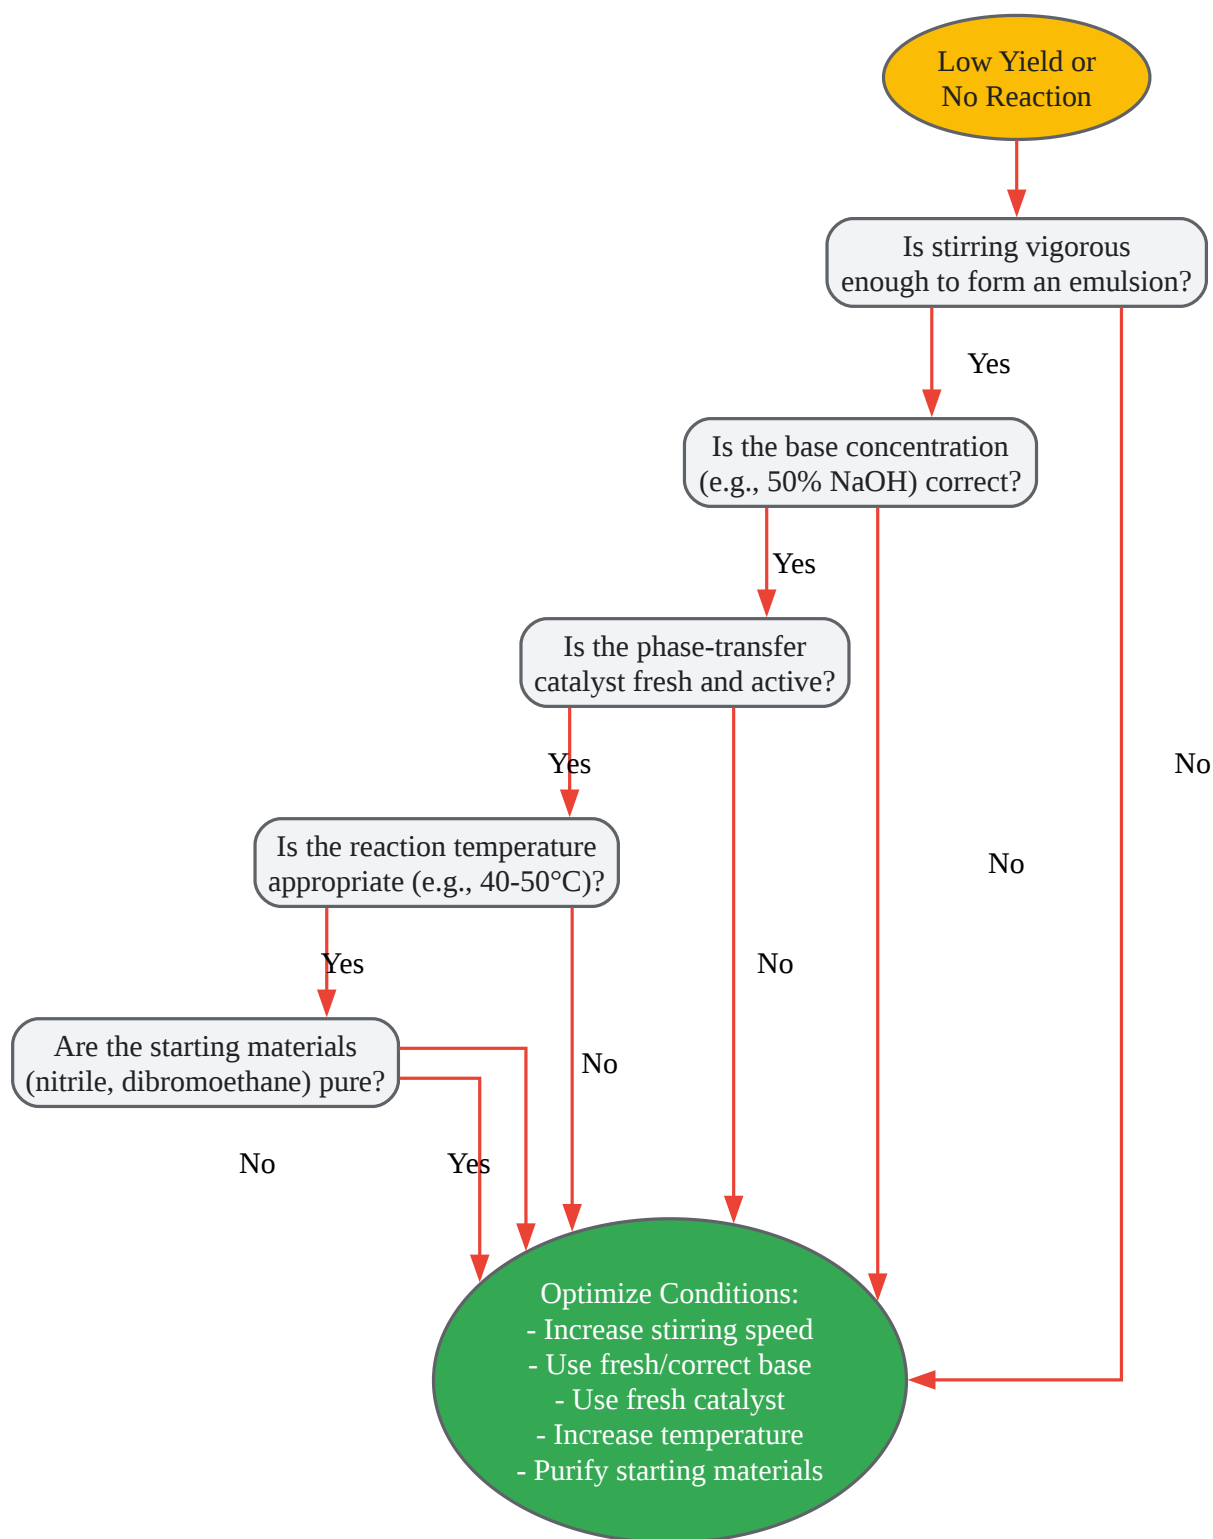 Low Yield or
No Reaction
Is stirring vigorous
enough to form an emulsion?
Yes
Is the base concentration
(e.g., 50% NaOH) correct?
Yes
Is the phase-transfer
catalyst fresh and active?
Yes
No
Is the reaction temperature
appropriate (e.g., 40-50°C)?
No
Yes
No
Are the starting materials
(nitrile, dibromoethane) pure?
No
No
Yes
Optimize Conditions:
- Increase stirring speed
- Use fresh/correct base
- Use fresh catalyst
- Increase temperature
- Purify starting materials